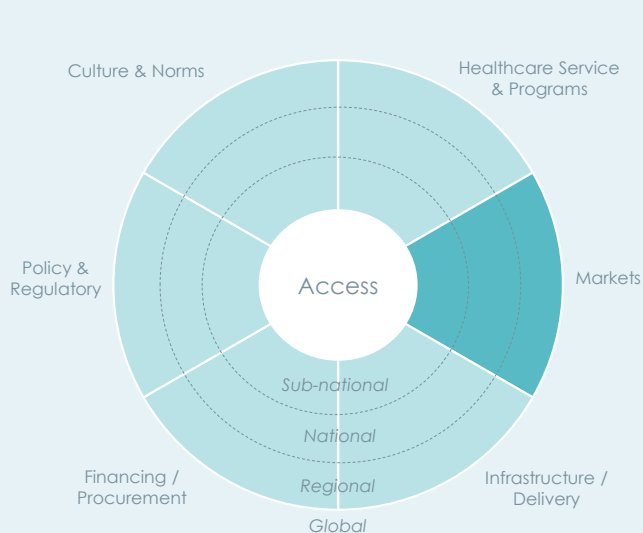 Culture & Norms
Healthcare Service
& Programs
Policy &
Regulatory
Access
Markets
Sub-national
National
Regional
Global
Financing /
Procurement
Infrastructure /
Delivery